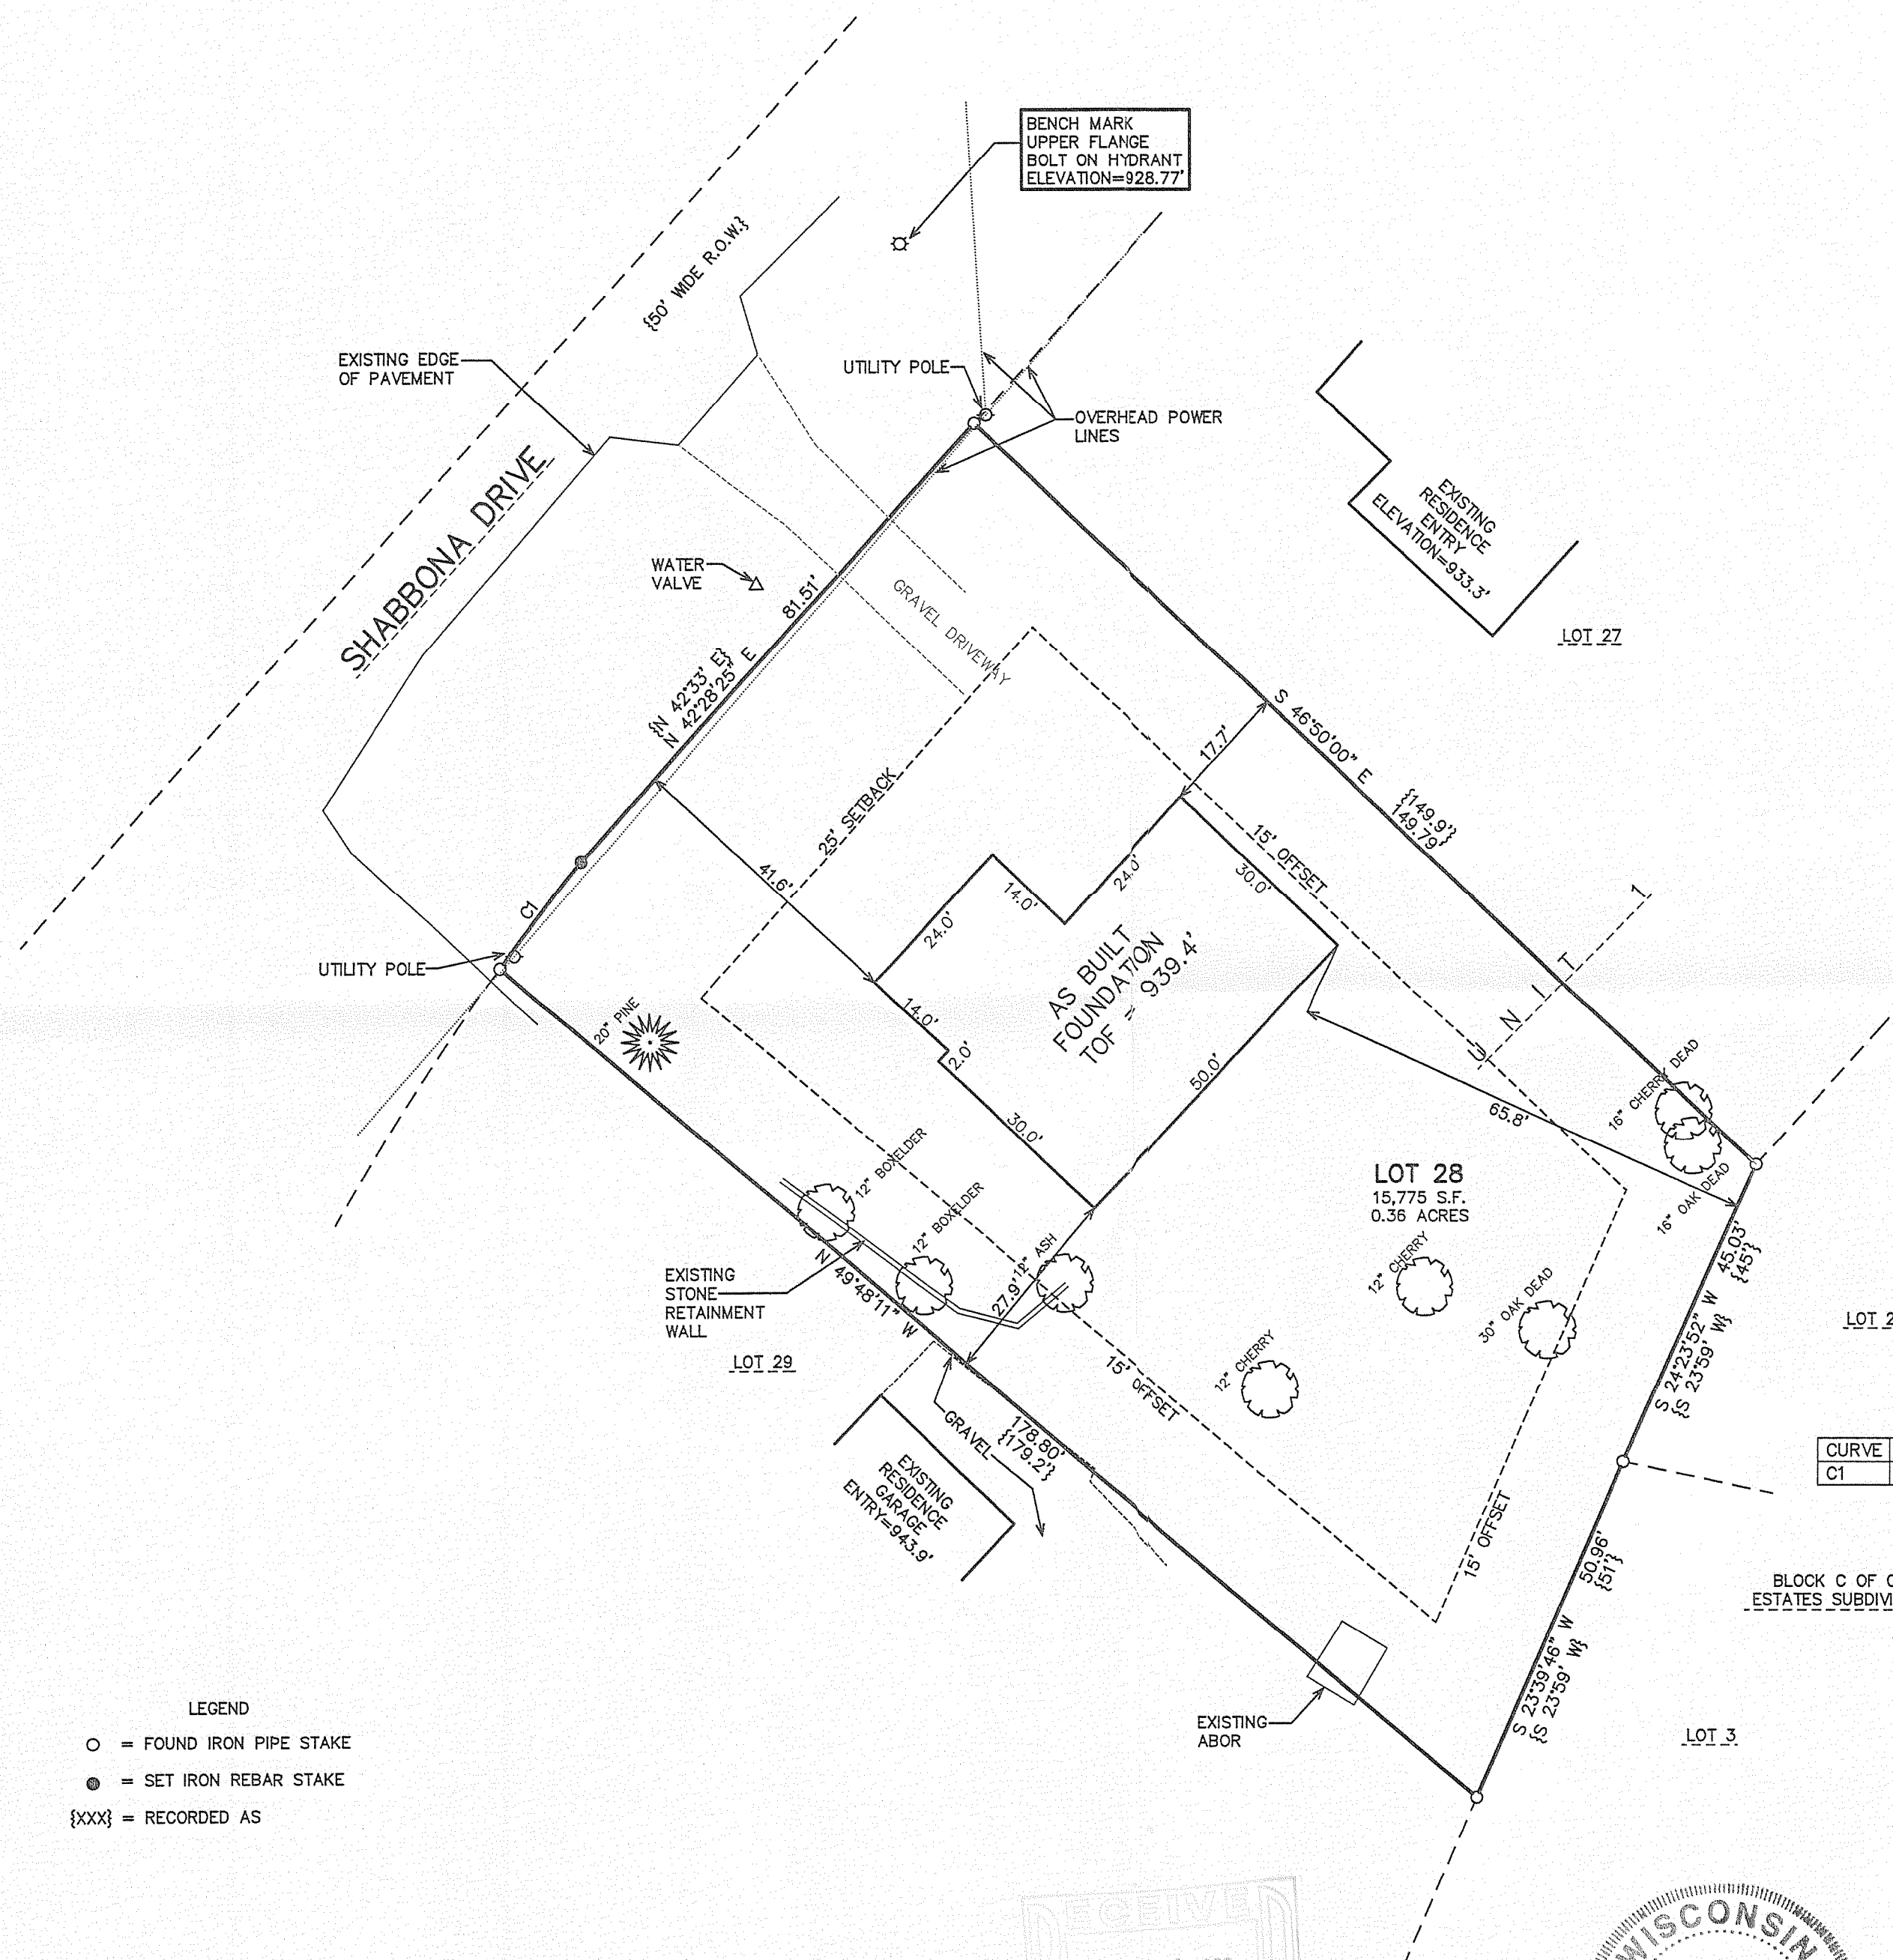 BENCH MARK
UPPER FLANGE
BOLT ON HYDRANT
ELEVATION=928.77'
{50' WIDE R.O.W.}
EXISTING EDGE
OF PAVEMENT
UTILITY POLE
OVERHEAD POWER
LINES
SHABBONA DRIVE
EXISTING
RESIDENCE
ENTRY
ELEVATION=933.3'
LOT 27
WATER
VALVE
81.51'
{N 42°33' E}
N 42°28'25" E
GRAVEL DRIVEWAY
25' SETBACK
17.7'
S 46°50'00" E
{149.9'}
149.79'
15' OFFSET
41.6'
C1
UTILITY POLE
20" PINE
24.0'
14.0'
24.0'
30.0'
14.0'
2.0'
30.0'
50.0'
AS BUILT
FOUNDATION
TOF = 939.4'
UNIT 1
16" CHERRY DEAD
16" OAK DEAD
65.8'
LOT 28
15,775 S.F.
0.36 ACRES
12" BOXELDER
12" BOXELDER
12" ASH
27.9'
12" CHERRY
30" OAK DEAD
12" CHERRY
45.03'
{45'}
S 24°23'52" W
{S 23°59' W}
LOT 2
EXISTING
STONE
RETAINMENT
WALL
N 49°48'11" W
LOT 29
GRAVEL
178.80'
{179.2'}
EXISTING
RESIDENCE
GARAGE
ENTRY=943.9'
15' OFFSET
15' OFFSET
CURVE
C1
50.96'
{51'}
S 23°39'46" W
{S 23°59' W}
BLOCK C OF
ESTATES SUBDIVI
EXISTING
ABOR
LOT 3
LEGEND
= FOUND IRON PIPE STAKE
= SET IRON REBAR STAKE
{XXX} = RECORDED AS
RECEIVED
WISCONSIN